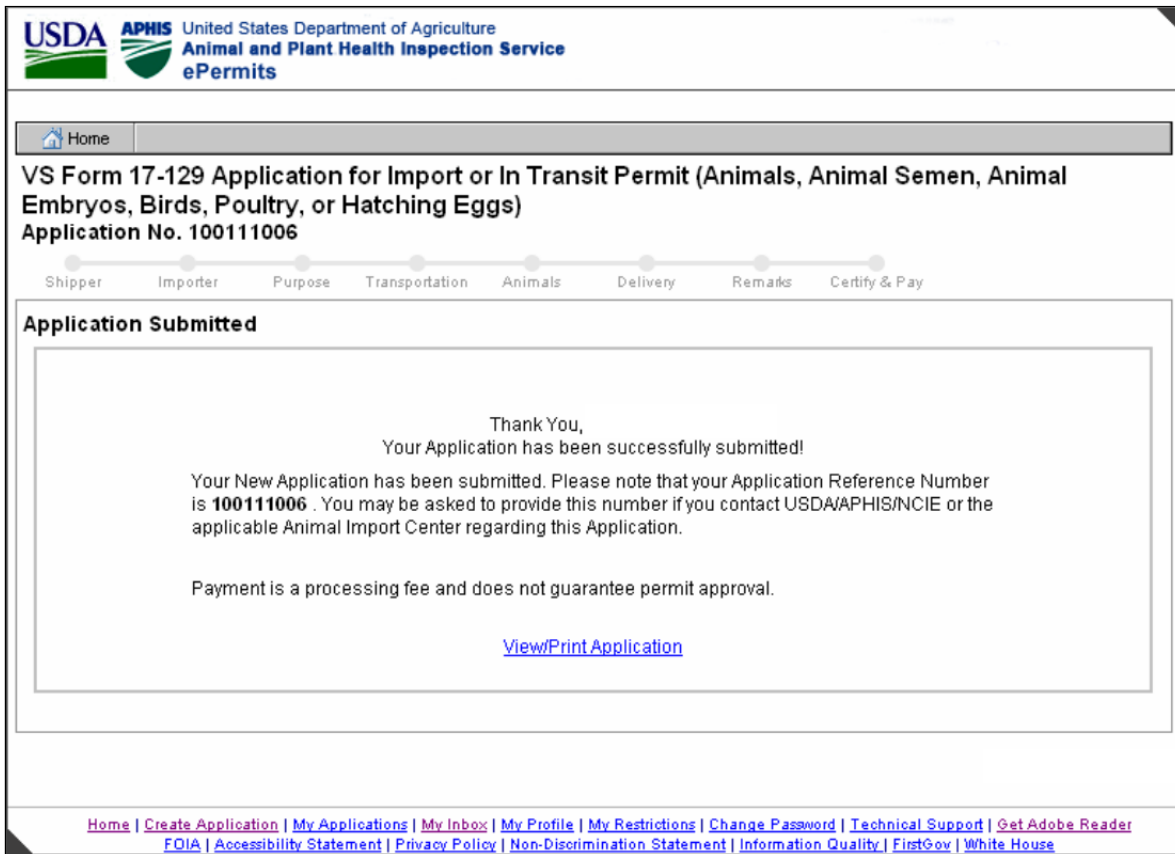 USDA APHIS United States Department of Agriculture
Animal and Plant Health Inspection Service
ePermits
Home
VS Form 17-129 Application for Import or In Transit Permit (Animals, Animal Semen, Animal
Embryos, Birds, Poultry, or Hatching Eggs)
Application No. 100111006
Shipper Importer Purpose Transportation Animals Delivery Remarks Certify & Pay
Application Submitted
Thank You,
Your Application has been successfully submitted!
Your New Application has been submitted. Please note that your Application Reference Number
is 100111006 . You may be asked to provide this number if you contact USDA/APHIS/NCIE or the
applicable Animal Import Center regarding this Application.
Payment is a processing fee and does not guarantee permit approval.
View/Print Application
Home | Create Application | My Applications | My Inbox | My Profile | My Restrictions | Change Password | Technical Support | Get Adobe Reader
FOIA | Accessibility Statement | Privacy Policy | Non-Discrimination Statement | Information Quality | FirstGov | White House